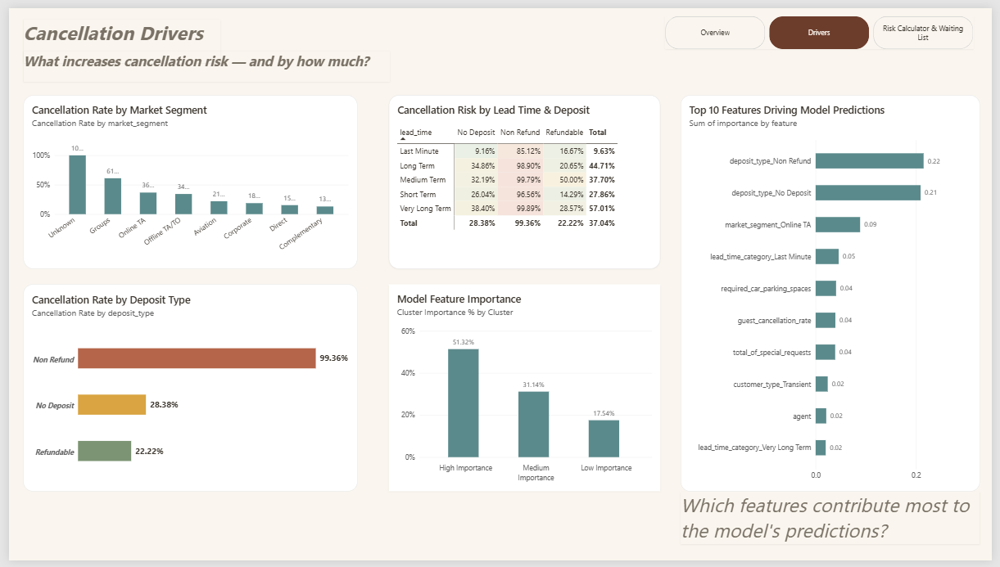 Cancellation Drivers
What increases cancellation risk — and by how much?
Overview
Drivers
Risk Calculator & Waiting
List
Cancellation Rate by Market Segment
Cancellation Rate by market_segment
100%
50%
0%
10...
61...
36...
34...
21...
18...
15...
13...
Unknown
Groups
Online TA
Offline TA/TO
Aviation
Corporate
Direct
Complementary
Cancellation Risk by Lead Time & Deposit
lead_time No Deposit Non Refund Refundable Total
Last Minute 9.16% 85.12% 16.67% 9.63%
Long Term 34.86% 98.90% 20.65% 44.71%
Medium Term 32.19% 99.79% 50.00% 37.70%
Short Term 26.04% 96.56% 14.29% 27.86%
Very Long Term 38.40% 99.89% 28.57% 57.01%
Total 28.38% 99.36% 22.22% 37.04%
Top 10 Features Driving Model Predictions
Sum of importance by feature
deposit_type_Non Refund 0.22
deposit_type_No Deposit 0.21
market_segment_Online TA 0.09
lead_time_category_Last Minute 0.05
required_car_parking_spaces 0.04
guest_cancellation_rate 0.04
total_of_special_requests 0.04
customer_type_Transient 0.02
agent 0.02
lead_time_category_Very Long Term 0.02
0.0 0.2
Cancellation Rate by Deposit Type
Cancellation Rate by deposit_type
Non Refund 99.36%
No Deposit 28.38%
Refundable 22.22%
Model Feature Importance
Cluster Importance % by Cluster
60%
40%
20%
0%
51.32%
31.14%
17.54%
High Importance
Medium
Importance
Low Importance
Which features contribute most to
the model's predictions?